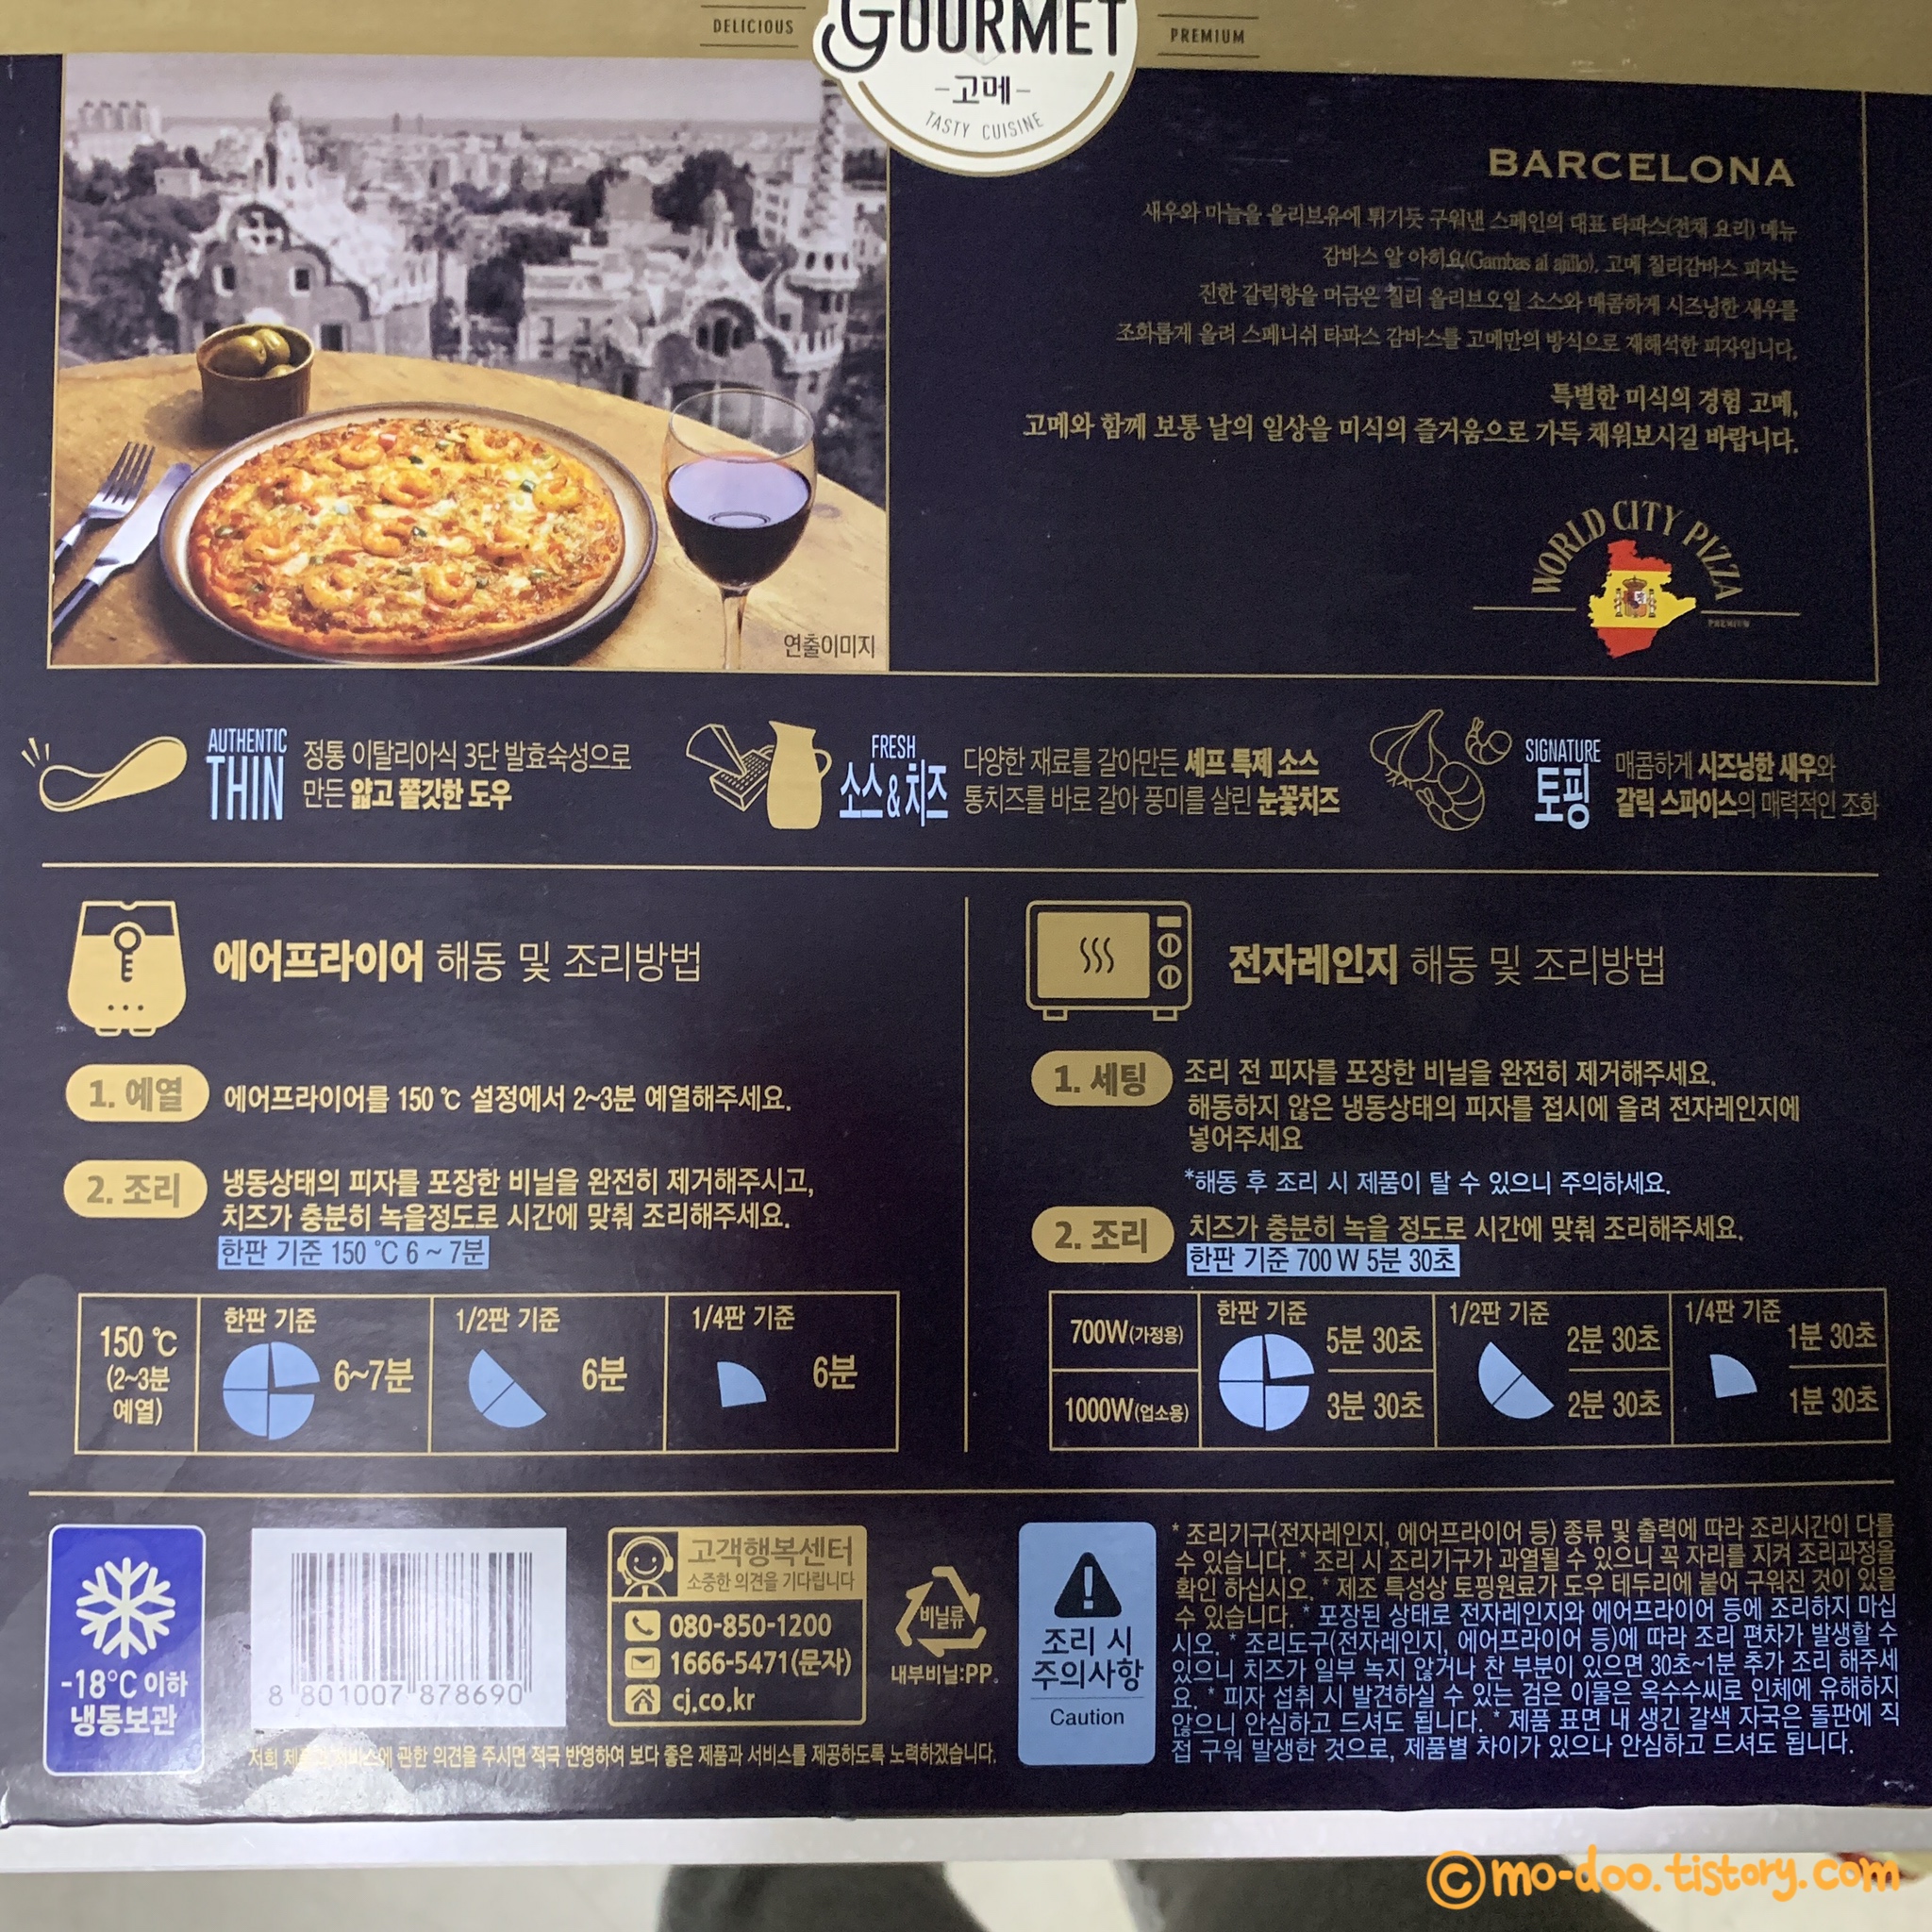 DELICIOUS
GOURMET
PREMIUM
고메
TASTY CUISINE
BARCELONA
새우와 마늘을 올리브유에 튀기듯 구워낸 스페인의 대표 타파스(전채 요리) 메뉴
감바스 알 아히요(Gambas al ajillo). 고메 칠리감바스 피자는
진한 갈릭향을 머금은 칠리 올리브오일 소스와 매콤하게 시즈닝한 새우를
조화롭게 올려 스페니쉬 타파스 감바스를 고메만의 방식으로 재해석한 피자입니다.
특별한 미식의 경험 고메,
고메와 함께 보통 날의 일상을 미식의 즐거움으로 가득 채워보시길 바랍니다.
WORLD CITY PIZZA
PREMIUM
연출이미지
AUTHENTIC
THIN
정통 이탈리아식 3단 발효숙성으로
만든 얇고 쫄깃한 도우
FRESH
소스&치즈
다양한 재료를 갈아만든 셰프 특제 소스
통치즈를 바로 갈아 풍미를 살린 눈꽃치즈
SIGNATURE
토핑
매콤하게 시즈닝한 새우와
갈릭 스파이스의 매력적인 조화
에어프라이어 해동 및 조리방법
1. 예열
에어프라이어를 150 ℃ 설정에서 2~3분 예열해주세요.
2. 조리
냉동상태의 피자를 포장한 비닐을 완전히 제거해주시고,
치즈가 충분히 녹을정도로 시간에 맞춰 조리해주세요.
한판 기준 150 ℃ 6 ~ 7분
150 ℃
(2~3분
예열)
한판 기준
6~7분
1/2판 기준
6분
1/4판 기준
6분
전자레인지 해동 및 조리방법
1. 세팅
조리 전 피자를 포장한 비닐을 완전히 제거해주세요.
해동하지 않은 냉동상태의 피자를 접시에 올려 전자레인지에
넣어주세요
*해동 후 조리 시 제품이 탈 수 있으니 주의하세요.
2. 조리
치즈가 충분히 녹을 정도로 시간에 맞춰 조리해주세요.
한판 기준 700 W 5분 30초
700W(가정용)
1000W(업소용)
한판 기준
5분 30초
3분 30초
1/2판 기준
2분 30초
2분 30초
1/4판 기준
1분 30초
1분 30초
-18℃ 이하
냉동보관
8 801007 878690
고객행복센터
소중한 의견을 기다립니다
080-850-1200
1666-5471(문자)
cj.co.kr
비닐류
내부비닐:PP
저희 제품과 서비스에 관한 의견을 주시면 적극 반영하여 보다 좋은 제품과 서비스를 제공하도록 노력하겠습니다.
조리 시
주의사항
Caution
* 조리기구(전자레인지, 에어프라이어 등) 종류 및 출력에 따라 조리시간이 다를
수 있습니다. * 조리 시 조리기구가 과열될 수 있으니 꼭 자리를 지켜 조리과정을
확인 하십시오. * 제조 특성상 토핑원료가 도우 테두리에 붙어 구워진 것이 있을
수 있습니다. * 포장된 상태로 전자레인지와 에어프라이어 등에 조리하지 마십
시오. * 조리도구(전자레인지, 에어프라이어 등)에 따라 조리 편차가 발생할 수
있으니 치즈가 일부 녹지 않거나 찬 부분이 있으면 30초~1분 추가 조리 해주세
요. * 피자 섭취 시 발견하실 수 있는 검은 이물은 옥수수씨로 인체에 유해하지
않으니 안심하고 드셔도 됩니다. * 제품 표면 내 생긴 갈색 자국은 돌판에 직
접 구워 발생한 것으로, 제품별 차이가 있으나 안심하고 드셔도 됩니다.
©mo-doo.tistory.com